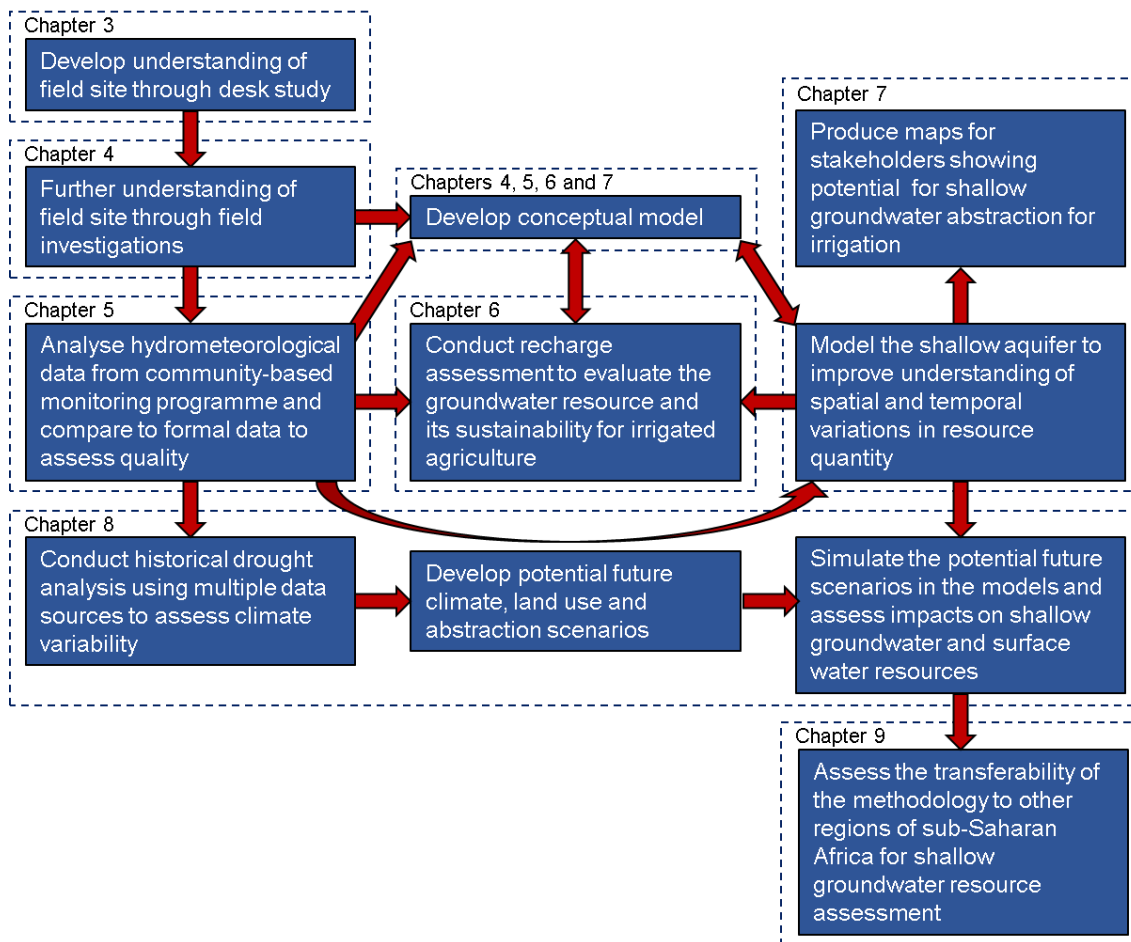 Chapter 3
Develop understanding of
field site through desk study
Chapter 4
Further understanding of
field site through field
investigations
Chapters 4, 5, 6 and 7
Develop conceptual model
Chapter 7
Produce maps for
stakeholders showing
potential for shallow
groundwater abstraction for
irrigation
Chapter 5
Analyse hydrometeorological
data from community-based
monitoring programme and
compare to formal data to
assess quality
Chapter 6
Conduct recharge
assessment to evaluate the
groundwater resource and
its sustainability for irrigated
agriculture
Model the shallow aquifer to
improve understanding of
spatial and temporal
variations in resource
quantity
Chapter 8
Conduct historical drought
analysis using multiple data
sources to assess climate
variability
Develop potential future
climate, land use and
abstraction scenarios
Simulate the potential future
scenarios in the models and
assess impacts on shallow
groundwater and surface
water resources
Chapter 9
Assess the transferability of
the methodology to other
regions of sub-Saharan
Africa for shallow
groundwater resource
assessment